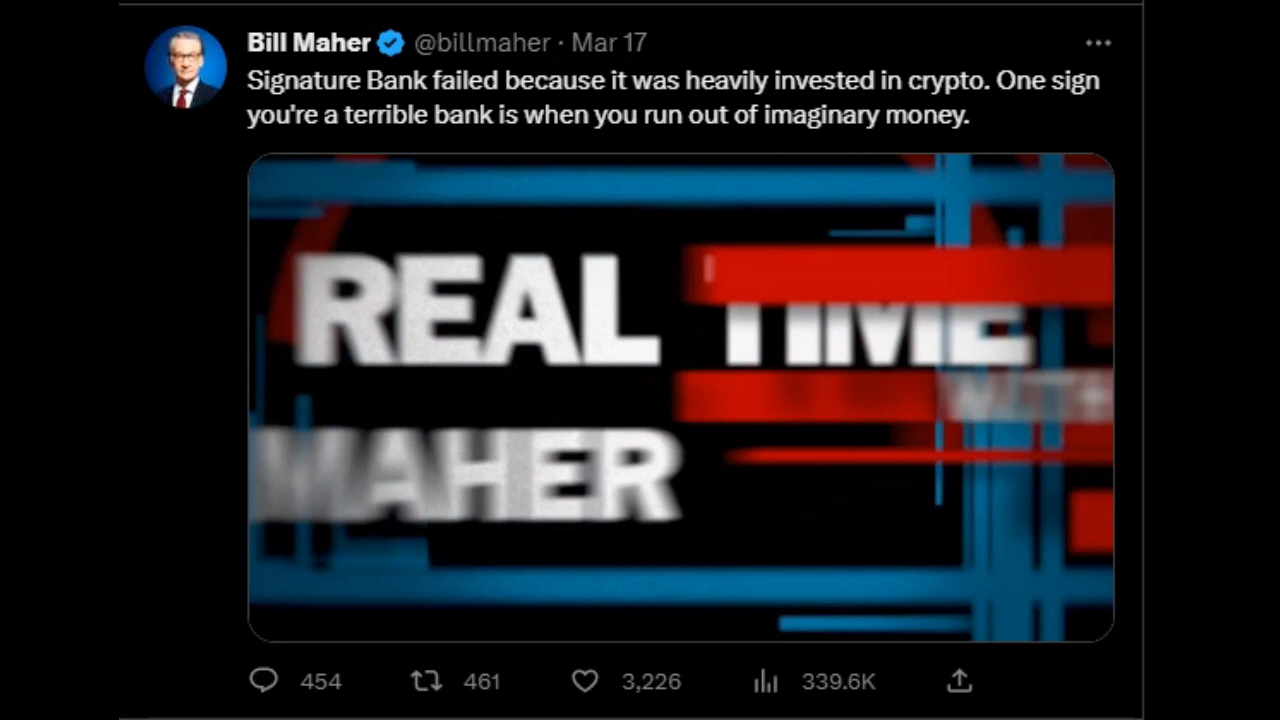 Bill Maher @billmaher · Mar 17
Signature Bank failed because it was heavily invested in crypto. One sign
you're a terrible bank is when you run out of imaginary money.
REAL TIME
WITH
MAHER
454 461 3,226 339.6K